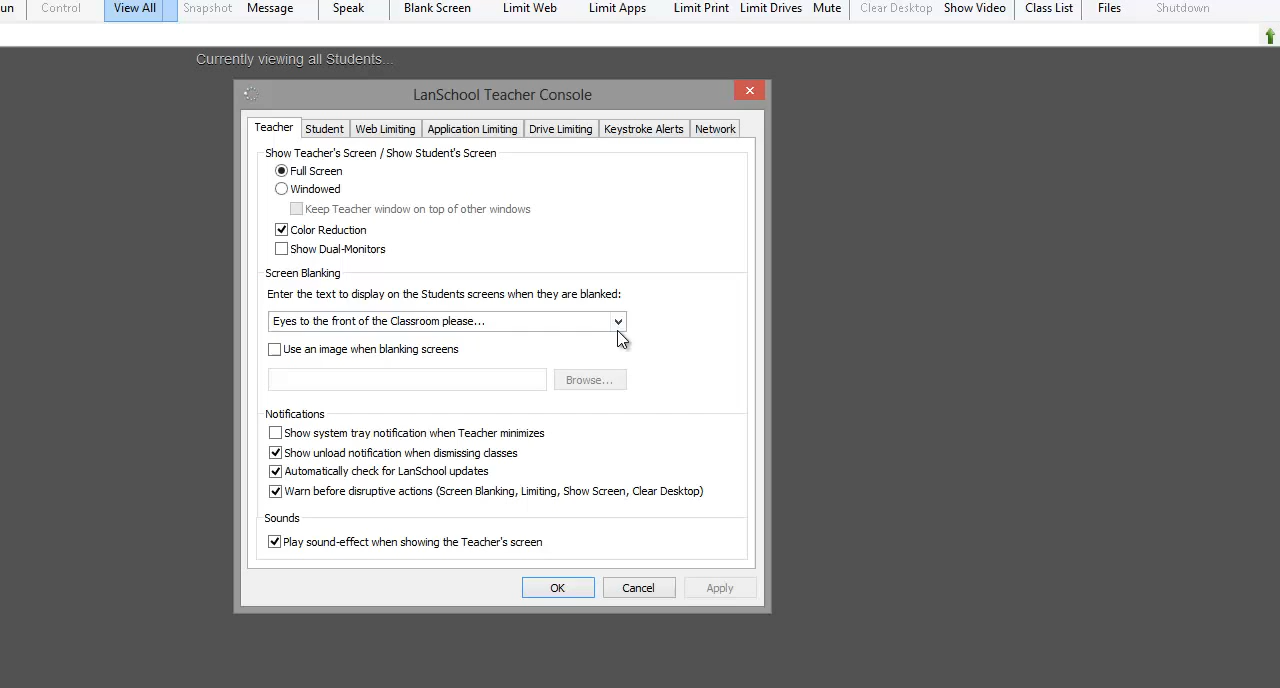 un Control View All Snapshot Message Speak Blank Screen Limit Web Limit Apps Limit Print Limit Drives Mute Clear Desktop Show Video Class List Files Shutdown
Currently viewing all Students...
LanSchool Teacher Console
Teacher Student Web Limiting Application Limiting Drive Limiting Keystroke Alerts Network
Show Teacher's Screen / Show Student's Screen
Full Screen
Windowed
Keep Teacher window on top of other windows
Color Reduction
Show Dual-Monitors
Screen Blanking
Enter the text to display on the Students screens when they are blanked:
Eyes to the front of the Classroom please...
Use an image when blanking screens
Browse...
Notifications
Show system tray notification when Teacher minimizes
Show unload notification when dismissing classes
Automatically check for LanSchool updates
Warn before disruptive actions (Screen Blanking, Limiting, Show Screen, Clear Desktop)
Sounds
Play sound-effect when showing the Teacher's screen
OK Cancel Apply